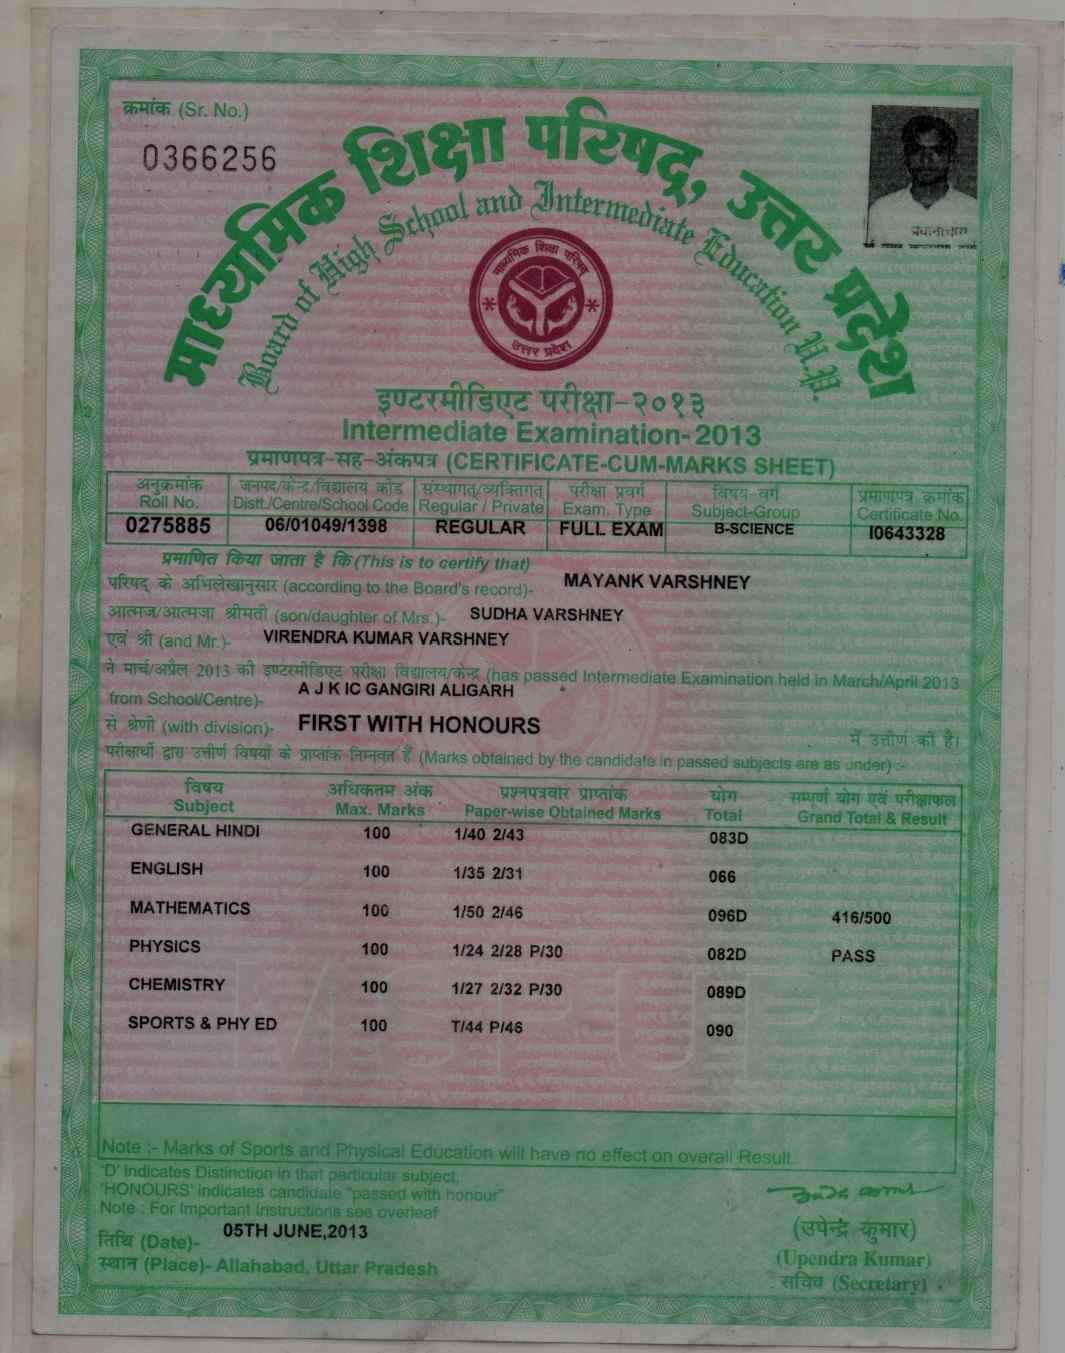 क्रमांक (Sr. No.)
0366256
माध्यमिक शिक्षा परिषद्, उत्तर प्रदेश
Board of High School and Intermediate Education U.P.
माध्यमिक शिक्षा परिषद
उत्तर प्रदेश
प्रधानाचार्य
इण्टरमीडिएट परीक्षा-२०१३
Intermediate Examination-2013
प्रमाणपत्र-सह-अंकपत्र (CERTIFICATE-CUM-MARKS SHEET)
अनुक्रमांक जनपद/केन्द्र/विद्यालय कोड संस्थागत/व्यक्तिगत परीक्षा प्रवर्ग विषय वर्ग प्रमाणपत्र क्रमांक
Roll No. Distt./Centre/School Code Regular / Private Exam. Type Subject-Group Certificate No.
0275885 06/01049/1398 REGULAR FULL EXAM B-SCIENCE I0643328
प्रमाणित किया जाता है कि (This is to certify that)
परिषद् के अभिलेखानुसार (according to the Board's record)- MAYANK VARSHNEY
आत्मज/आत्मजा श्रीमती (son/daughter of Mrs.)- SUDHA VARSHNEY
एवं श्री (and Mr.)- VIRENDRA KUMAR VARSHNEY
ने मार्च/अप्रैल 2013 की इण्टरमीडिएट परीक्षा विद्यालय/केन्द्र (has passed Intermediate Examination held in March/April 2013
from School/Centre)- A J K IC GANGIRI ALIGARH
से श्रेणी (with division)- FIRST WITH HONOURS में उत्तीर्ण की है।
परीक्षार्थी द्वारा उत्तीर्ण विषयों के प्राप्तांक निम्नवत हैं (Marks obtained by the candidate in passed subjects are as under) :-
विषय अधिकतम अंक प्रश्नपत्रवार प्राप्तांक योग सम्पूर्ण योग एवं परीक्षाफल
Subject Max. Marks Paper-wise Obtained Marks Total Grand Total & Result
GENERAL HINDI 100 1/40 2/43 083D
ENGLISH 100 1/35 2/31 066
MATHEMATICS 100 1/50 2/46 096D 416/500
PHYSICS 100 1/24 2/28 P/30 082D PASS
CHEMISTRY 100 1/27 2/32 P/30 089D
SPORTS & PHY ED 100 T/44 P/46 090
Note :- Marks of Sports and Physical Education will have no effect on overall Result.
'D' Indicates Distinction in that particular subject,
'HONOURS' indicates candidate "passed with honour"
Note : For Important Instructions see overleaf
तिथि (Date)- 05TH JUNE,2013
स्थान (Place)- Allahabad, Uttar Pradesh
(उपेन्द्र कुमार)
(Upendra Kumar)
सचिव (Secretary)